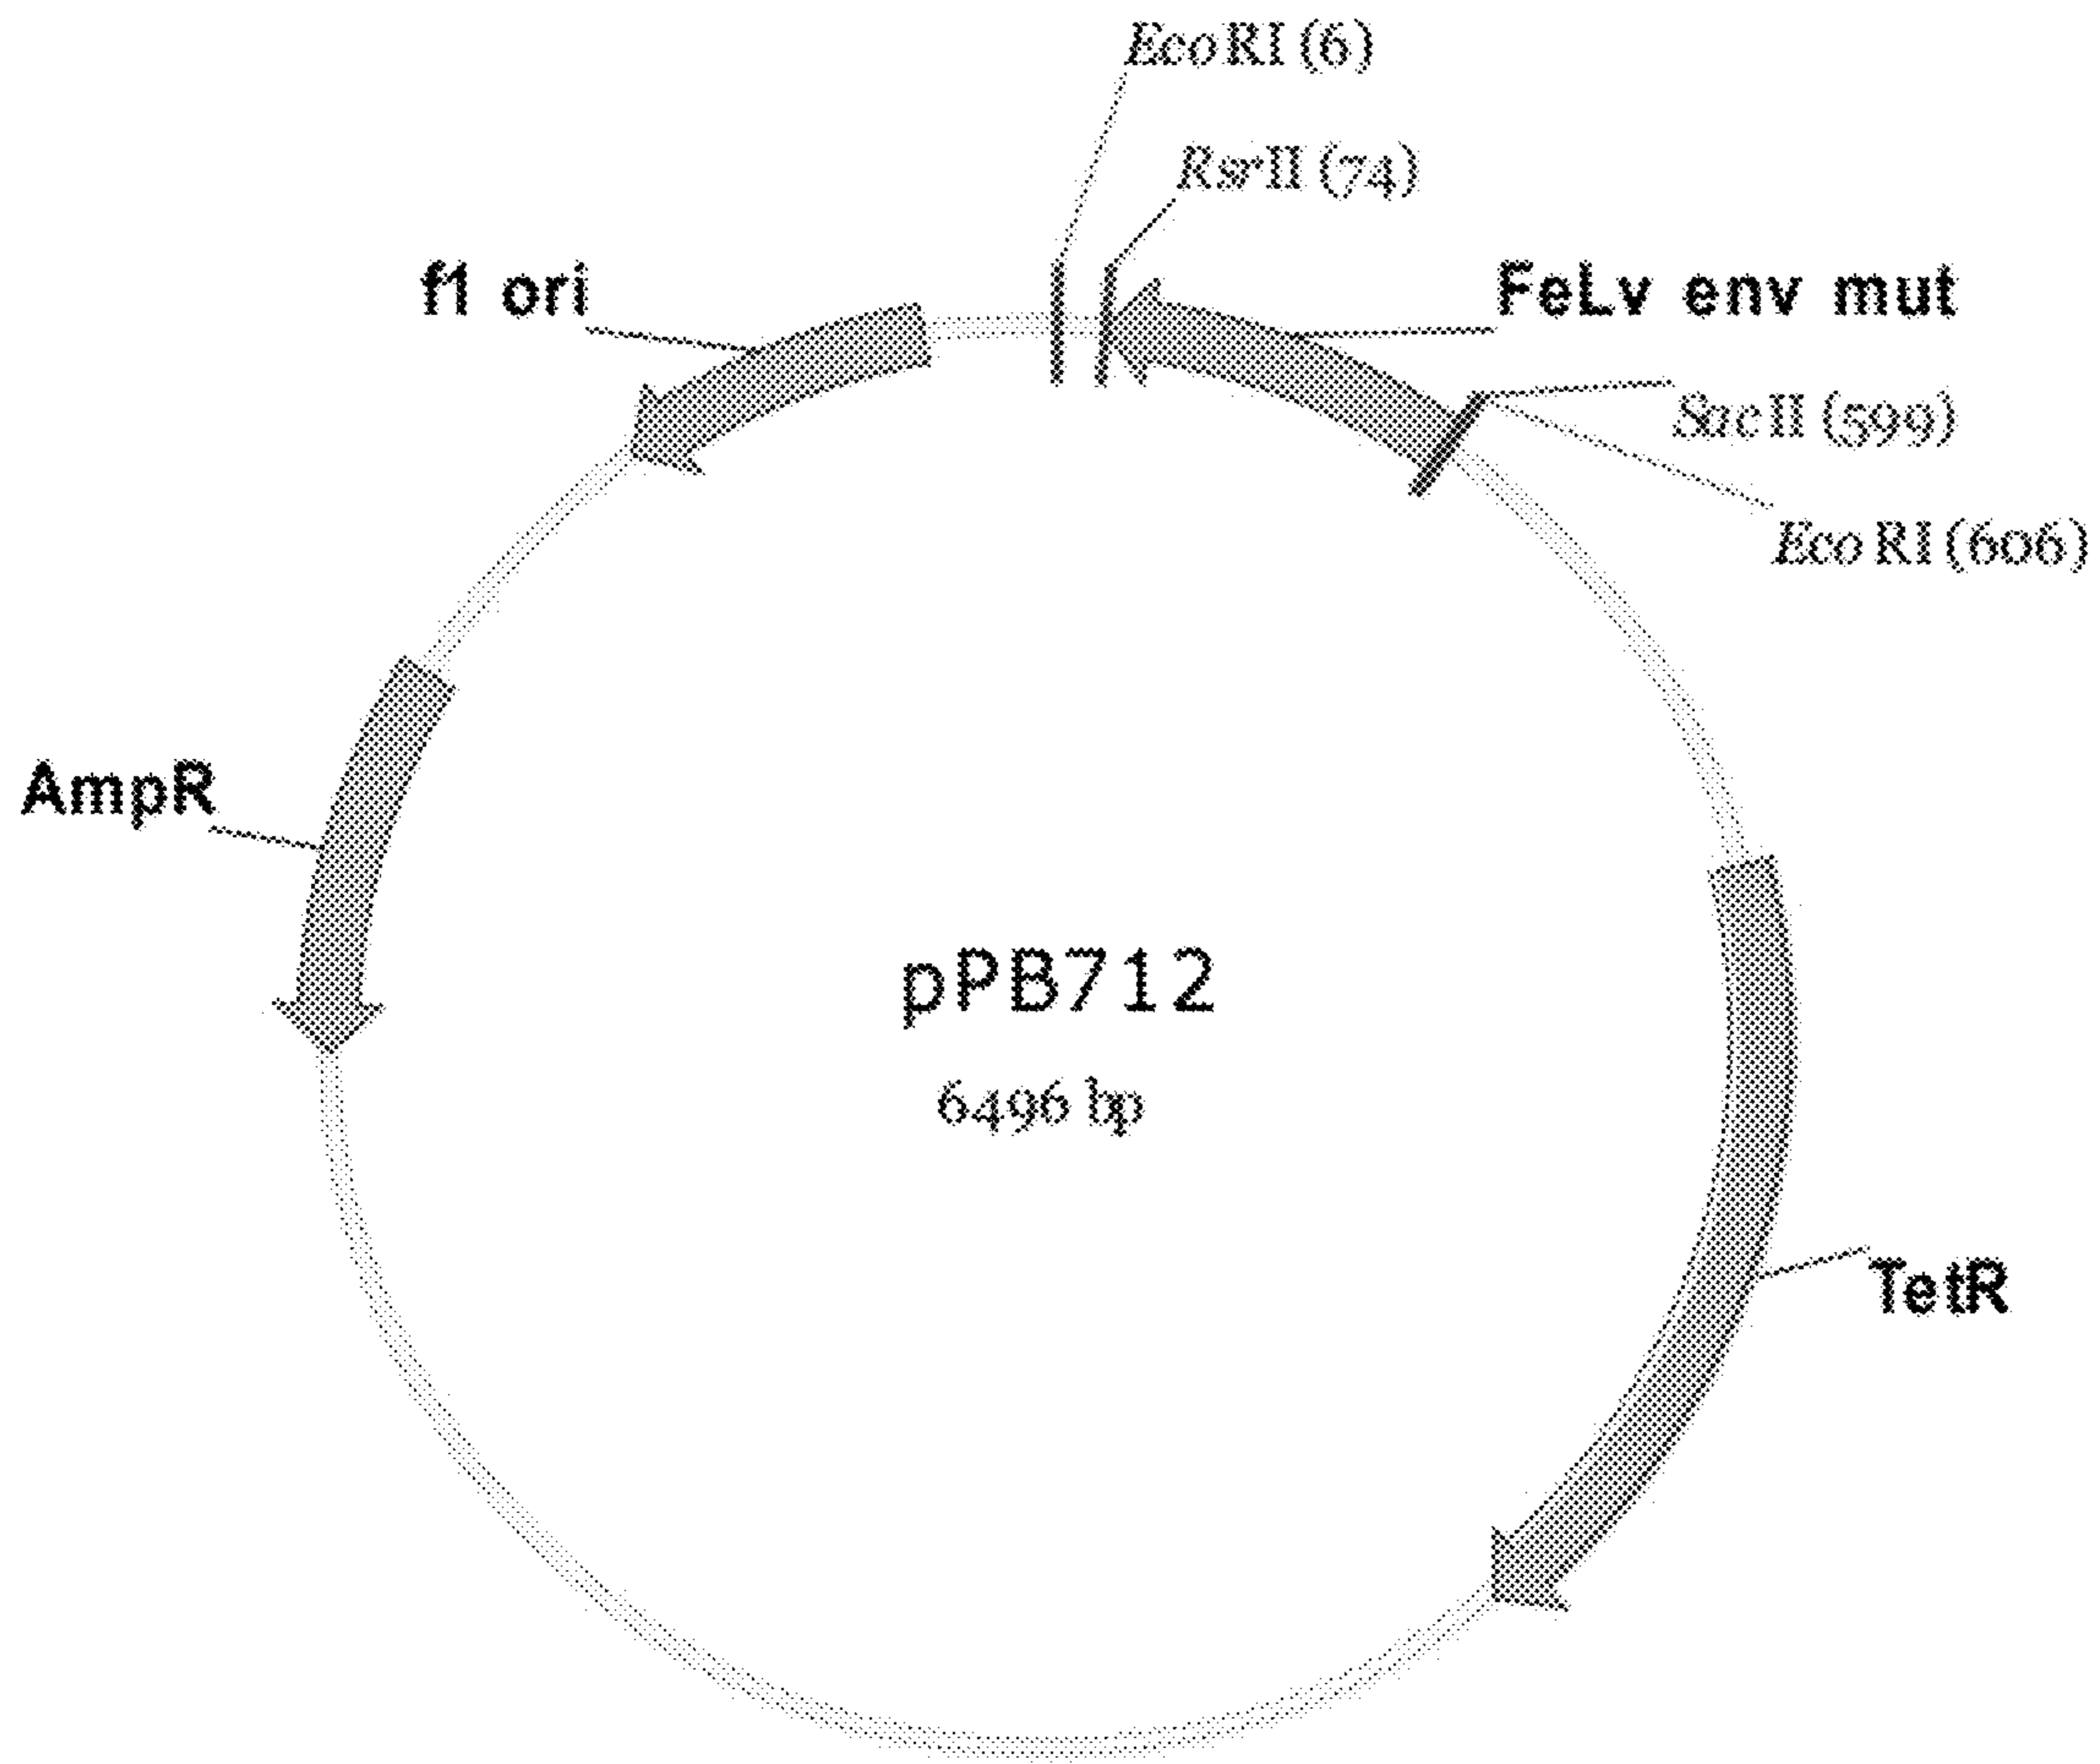 EcoRI (6)
RsrII (74)
f1 ori
FeLv env mut
SacII (599)
EcoRI (606)
AmpR
pPB712
6496 bp
TetR